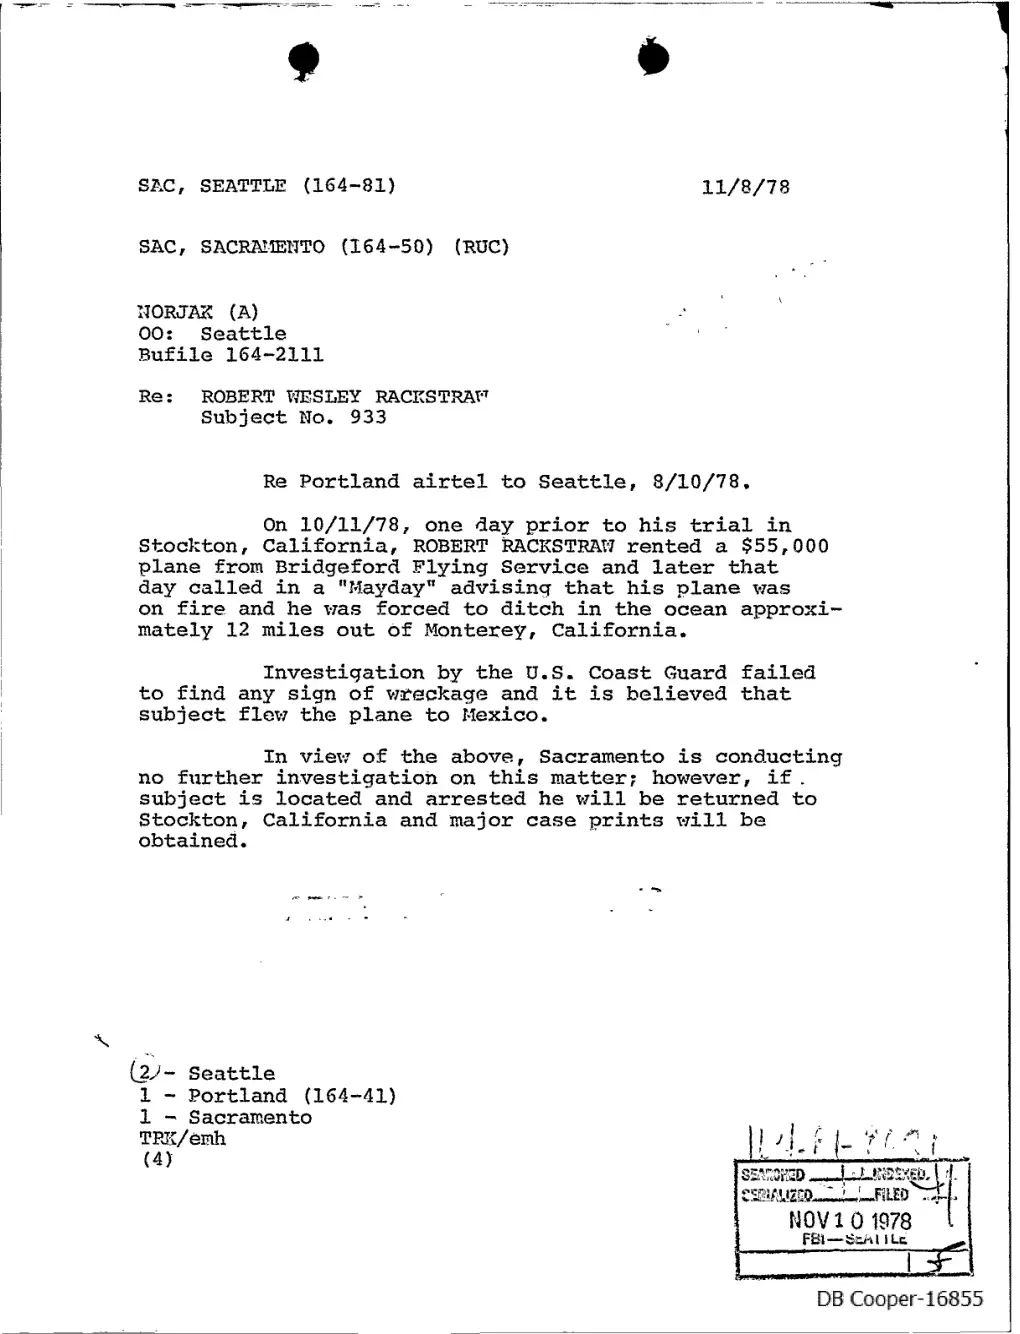 SAC, SEATTLE (164-81) 11/8/78
SAC, SACRAMENTO (164-50) (RUC)
NORJAK (A)
OO: Seattle
Bufile 164-2111
Re: ROBERT WESLEY RACKSTRAW
Subject No. 933
Re Portland airtel to Seattle, 8/10/78.
On 10/11/78, one day prior to his trial in
Stockton, California, ROBERT RACKSTRAW rented a $55,000
plane from Bridgeford Flying Service and later that
day called in a "Mayday" advising that his plane was
on fire and he was forced to ditch in the ocean approxi-
mately 12 miles out of Monterey, California.
Investigation by the U.S. Coast Guard failed
to find any sign of wreckage and it is believed that
subject flew the plane to Mexico.
In view of the above, Sacramento is conducting
no further investigation on this matter; however, if
subject is located and arrested he will be returned to
Stockton, California and major case prints will be
obtained.
(2)- Seattle
1 - Portland (164-41)
1 - Sacramento
TRK/emh
(4)
SEARCHED INDEXED
SERIALIZED FILED
NOV 10 1978
FBI—SEATTLE
DB Cooper-16855